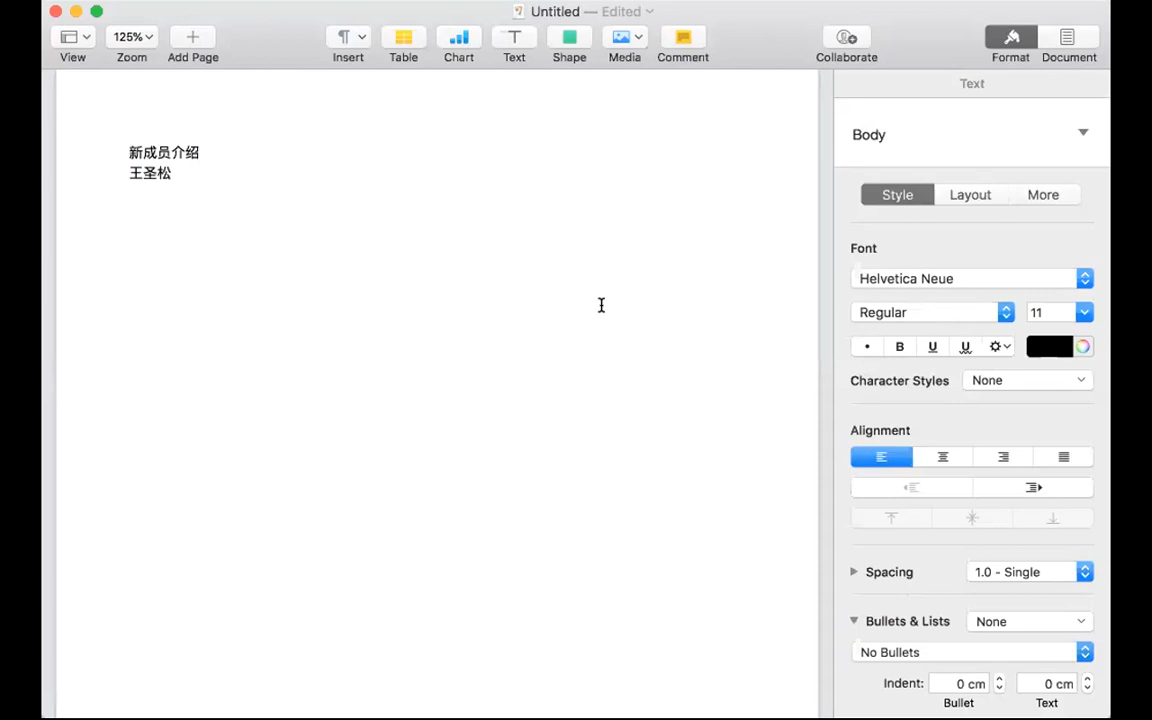 Untitled — Edited
View
125%
Zoom
Add Page
Insert
Table
Chart
Text
Shape
Media
Comment
Collaborate
Format
Document
新成员介绍
王圣松
Text
Body
Style Layout More
Font
Helvetica Neue
Regular 11
B U U
Character Styles None
Alignment
Spacing 1.0 - Single
Bullets & Lists None
No Bullets
Indent: 0 cm 0 cm
Bullet Text